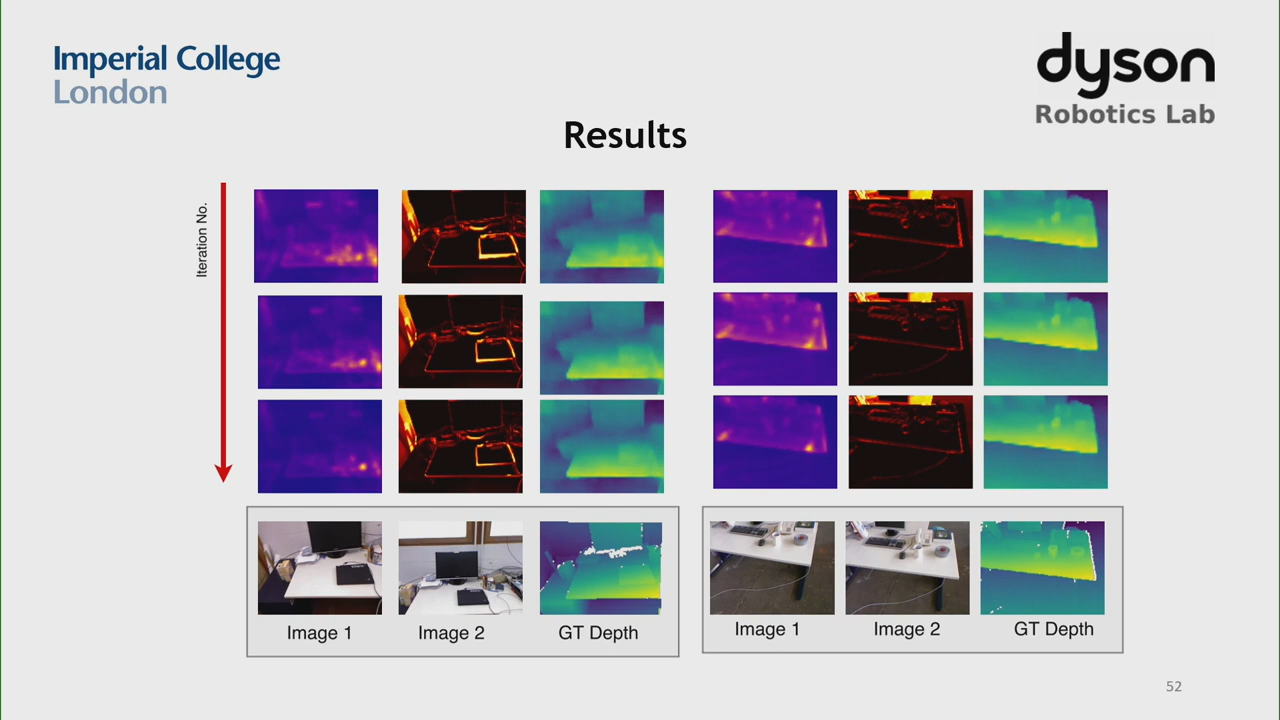 Imperial College
London
dyson
Robotics Lab
Results
Iteration No.
Image 1
Image 2
GT Depth
Image 1
Image 2
GT Depth
52